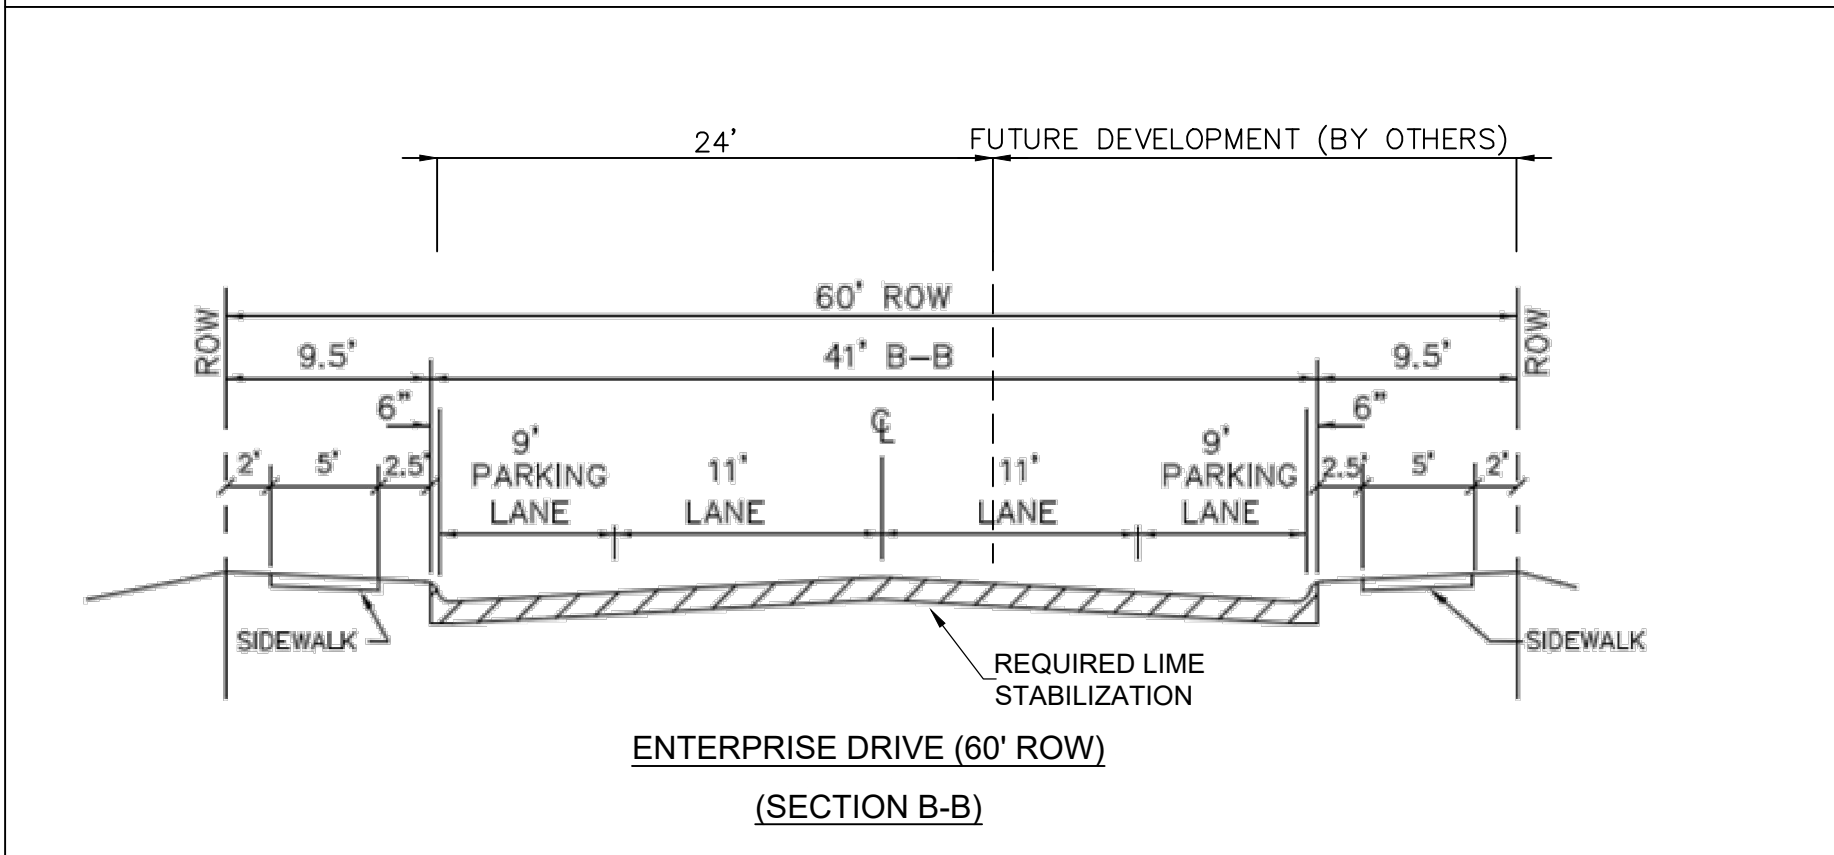 24' FUTURE DEVELOPMENT (BY OTHERS)
60' ROW
ROW
ROW
9.5' 41' B-B 9.5'
6" ℄ 6"
9' PARKING LANE
11' LANE
11' LANE
9' PARKING LANE
2' 5' 2.5'
2.5' 5' 2'
SIDEWALK
SIDEWALK
REQUIRED LIME
STABILIZATION
ENTERPRISE DRIVE (60' ROW)
(SECTION B-B)